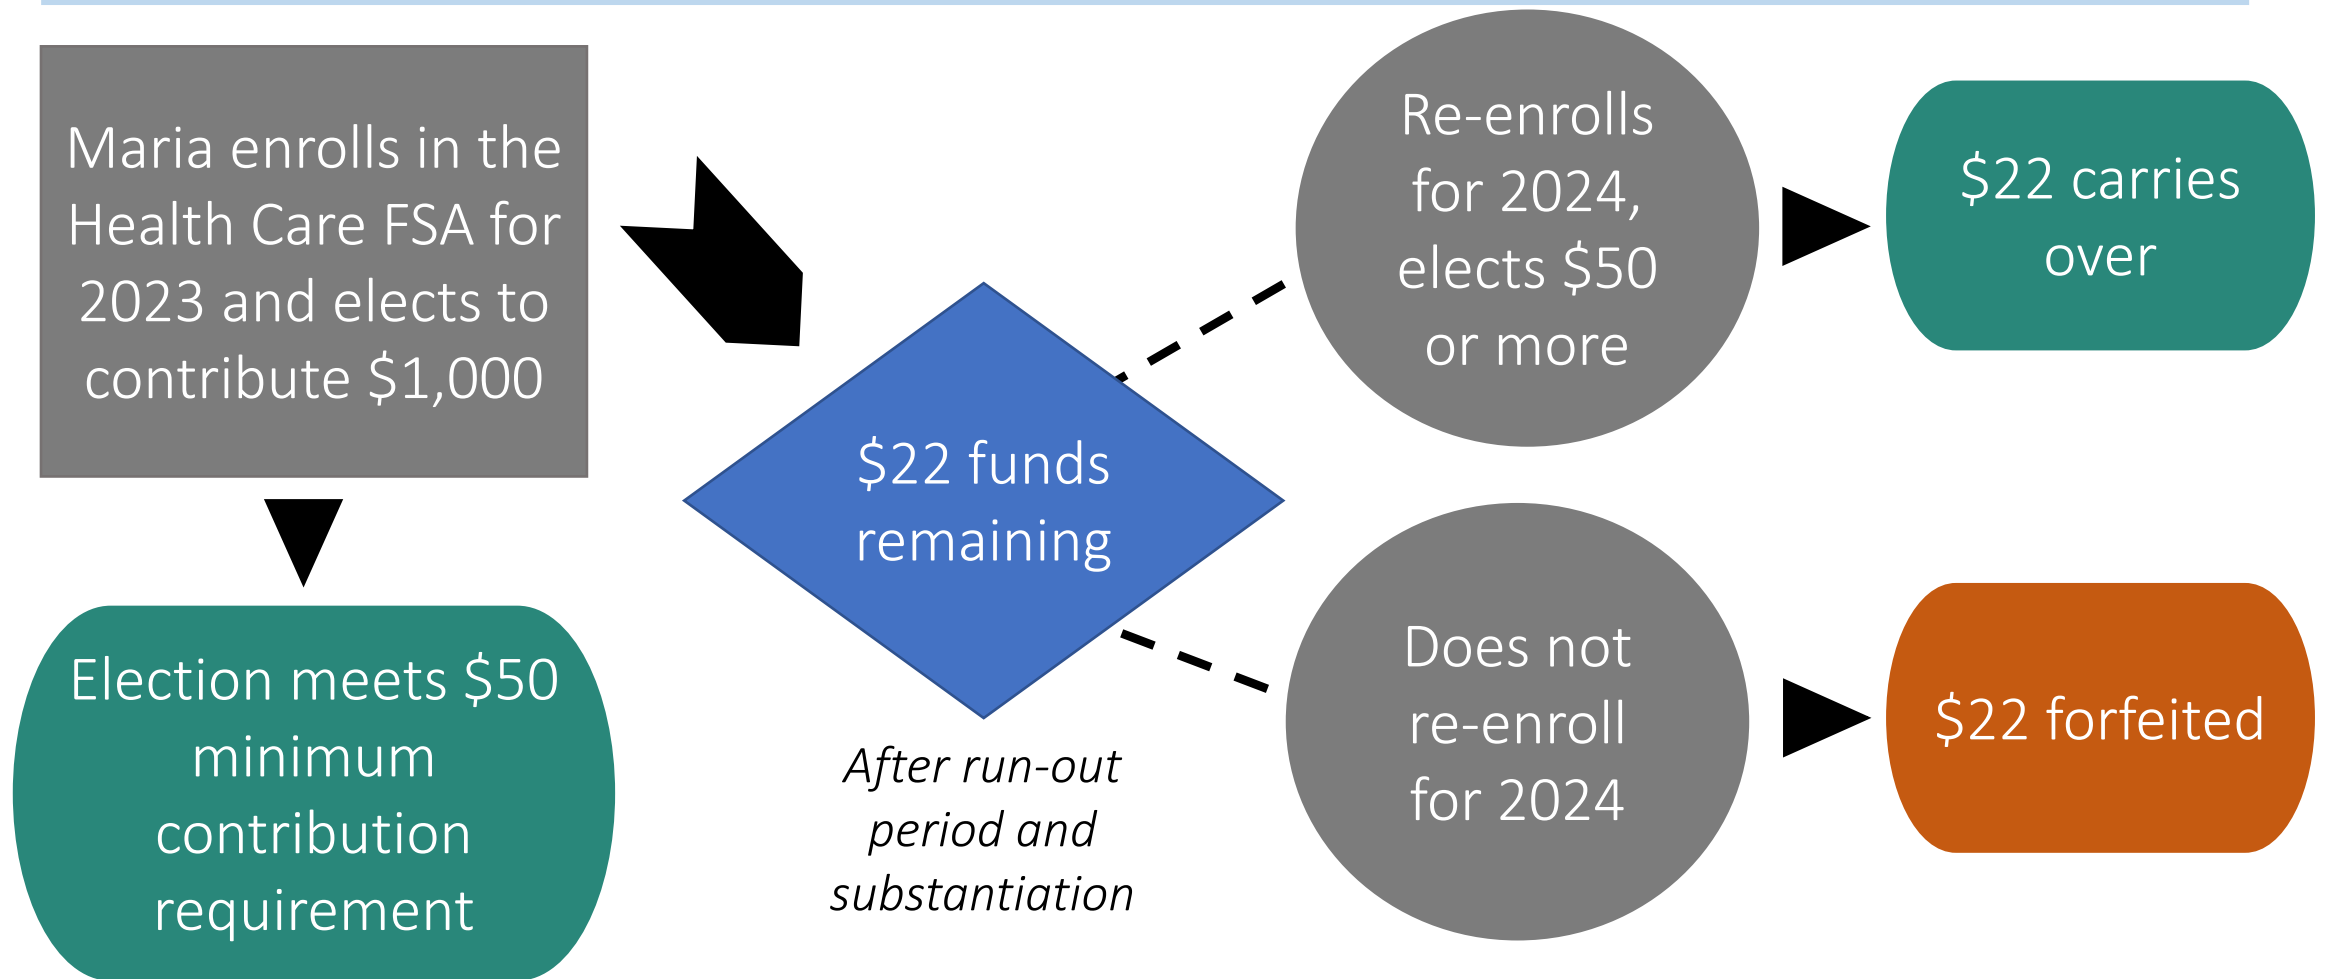 Maria enrolls in the
Health Care FSA for
2023 and elects to
contribute $1,000
Election meets $50
minimum
contribution
requirement
$22 funds
remaining
After run-out
period and
substantiation
Re-enrolls
for 2024,
elects $50
or more
$22 carries
over
Does not
re-enroll
for 2024
$22 forfeited